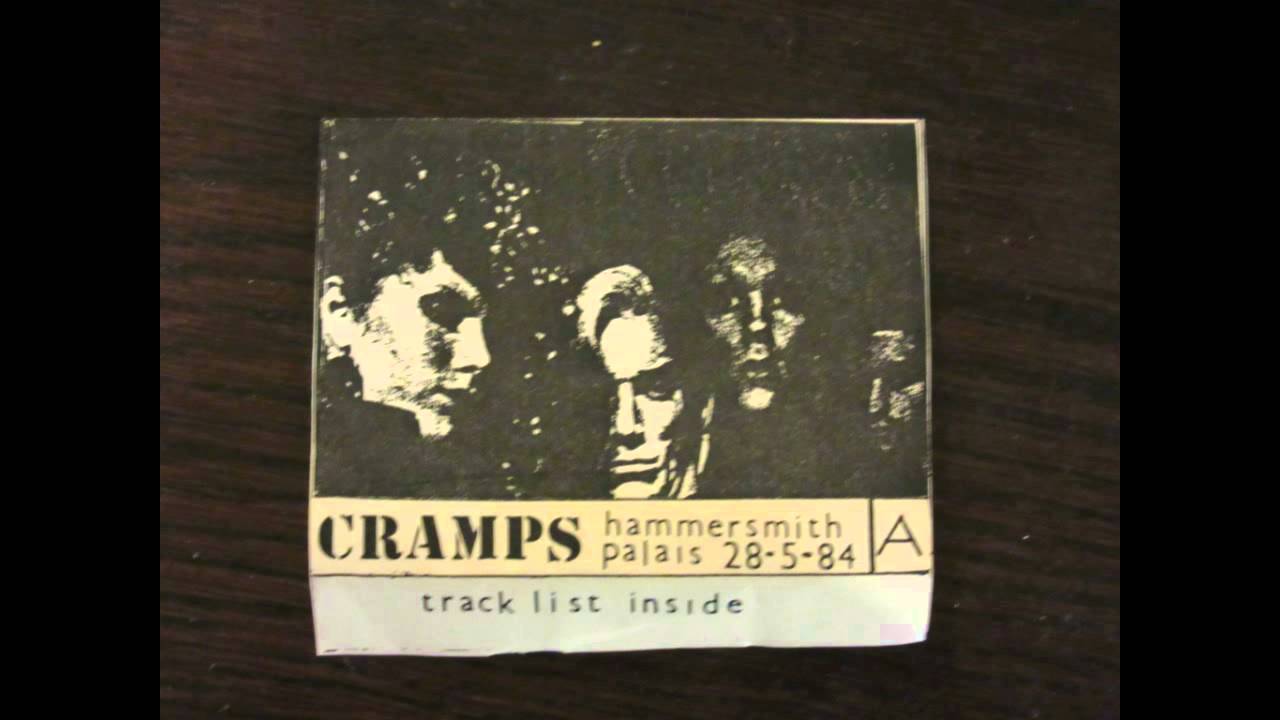 CRAMPS hammersmith
palais 28-5-84 A
track list inside